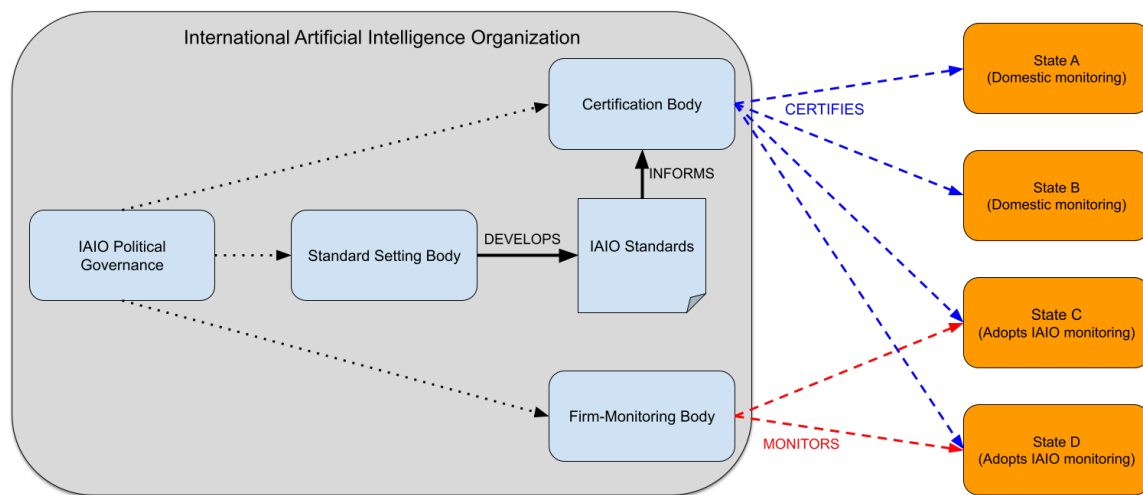 International Artificial Intelligence Organization
Certification Body
CERTIFIES
State A
(Domestic monitoring)
INFORMS
State B
(Domestic monitoring)
IAIO Political
Governance
Standard Setting Body
DEVELOPS
IAIO Standards
State C
(Adopts IAIO monitoring)
Firm-Monitoring Body
MONITORS
State D
(Adopts IAIO monitoring)